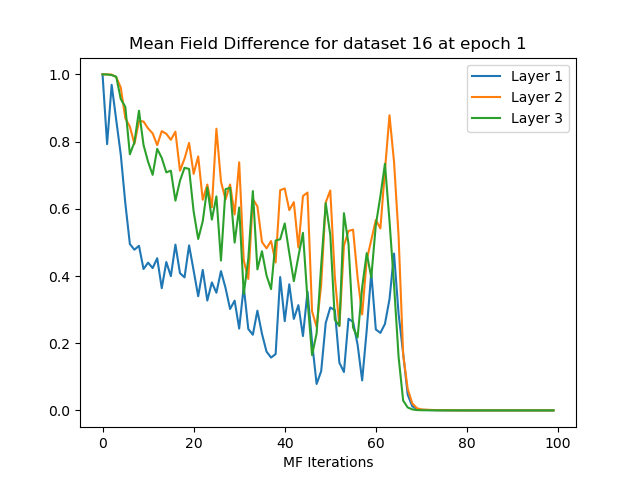 Mean Field Difference for dataset 16 at epoch 1
Layer 1
Layer 2
Layer 3
1.0
0.8
0.6
0.4
0.2
0.0
0 20 40 60 80 100
MF Iterations